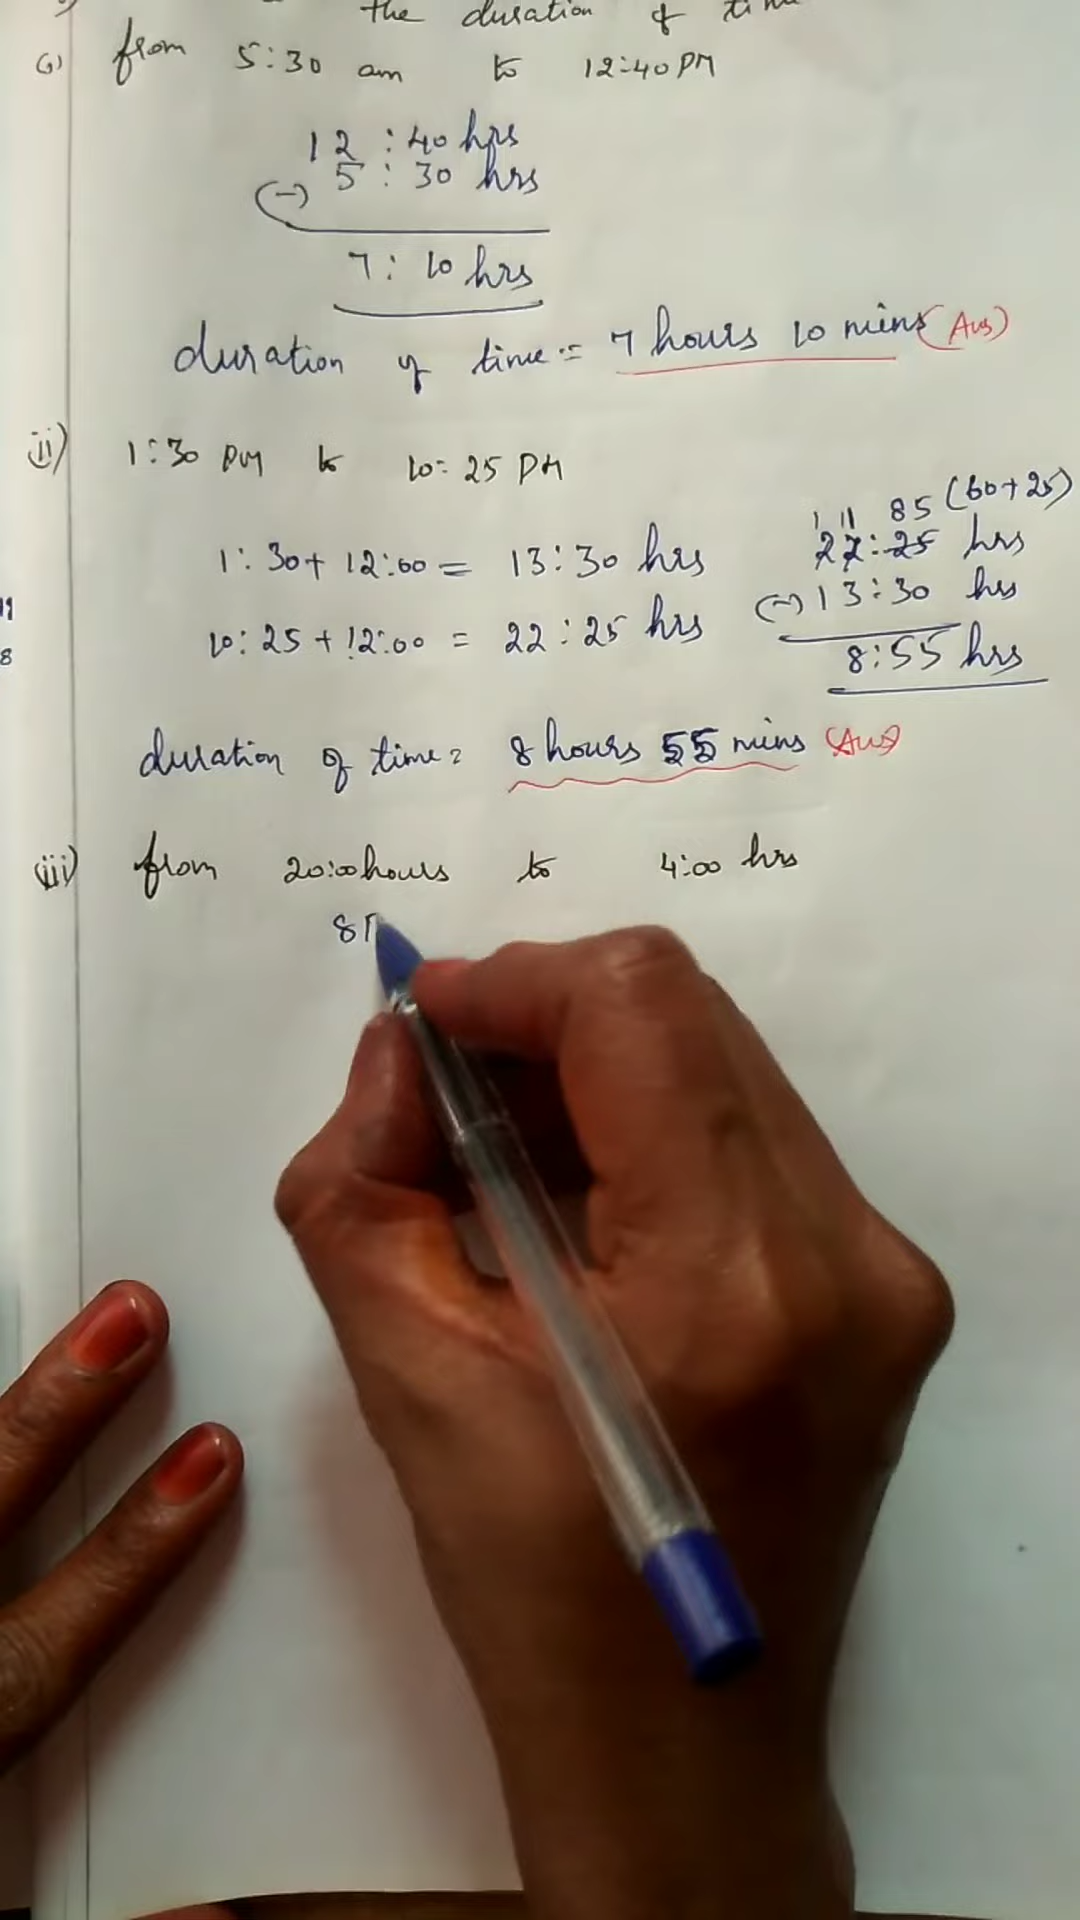 the duration of
(i) from 5:30 am to 12:40 PM
12:40 hrs
(-) 5:30 hrs
7:10 hrs
duration of time = 7 hours 10 mins (Ans)
ii) 1:30 PM to 10:25 PM
1 11 85 (60+25)
1:30 + 12:00 = 13:30 hrs 22:25 hrs
(-) 13:30 hrs
10:25 + 12:00 = 22:25 hrs 8:55 hrs
duration of time = 8 hours 55 mins (Ans)
(iii) from 20:00 hours to 4:00 hrs
8